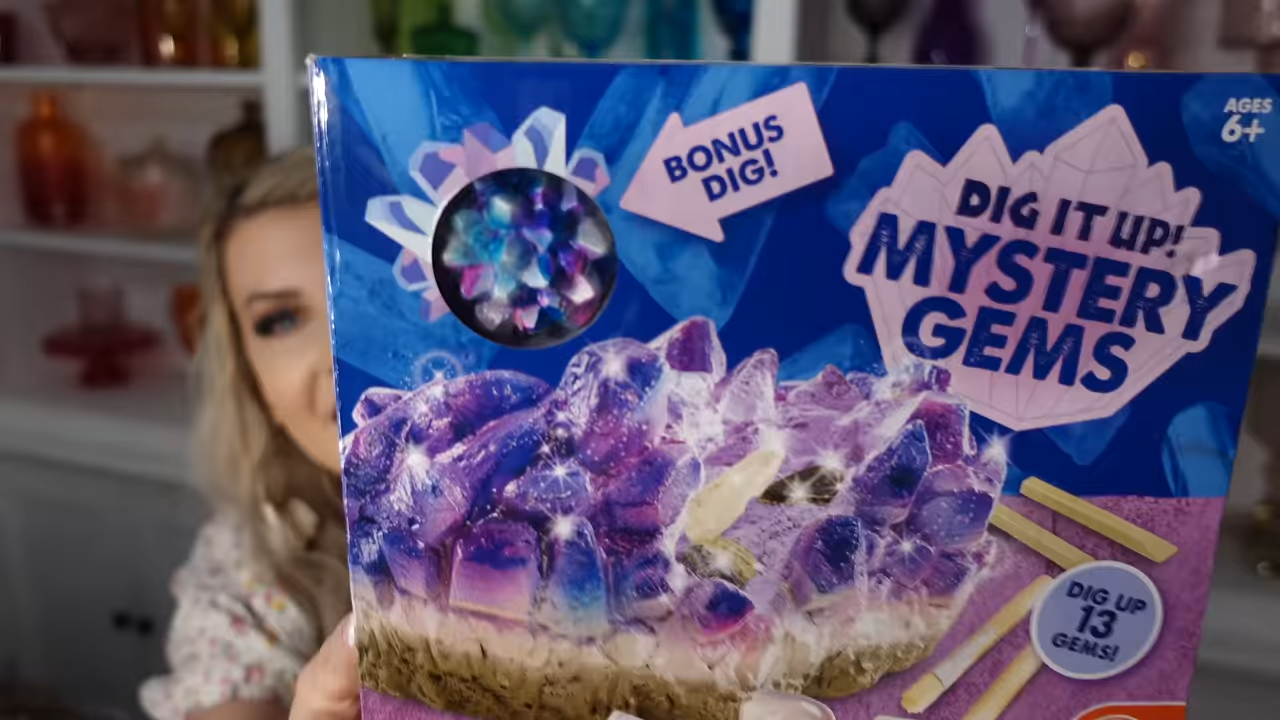 BONUS
DIG!
AGES
6+
DIG IT UP!
MYSTERY
GEMS
DIG UP
13
GEMS!